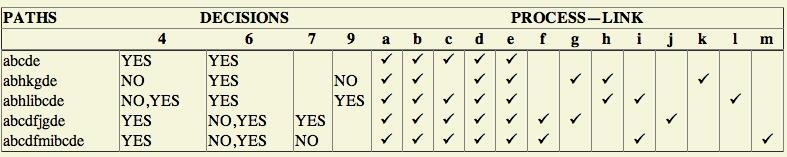 PATHS DECISIONS PROCESS—LINK
4 6 7 9 a b c d e f g h i j k l m
abcde YES YES ✓ ✓ ✓ ✓ ✓
abhkgde NO YES NO ✓ ✓ ✓ ✓ ✓ ✓ ✓
abhlibcde NO,YES YES YES ✓ ✓ ✓ ✓ ✓ ✓ ✓ ✓
abcdfjgde YES NO,YES YES ✓ ✓ ✓ ✓ ✓ ✓ ✓ ✓
abcdfmibcde YES NO,YES NO ✓ ✓ ✓ ✓ ✓ ✓ ✓ ✓